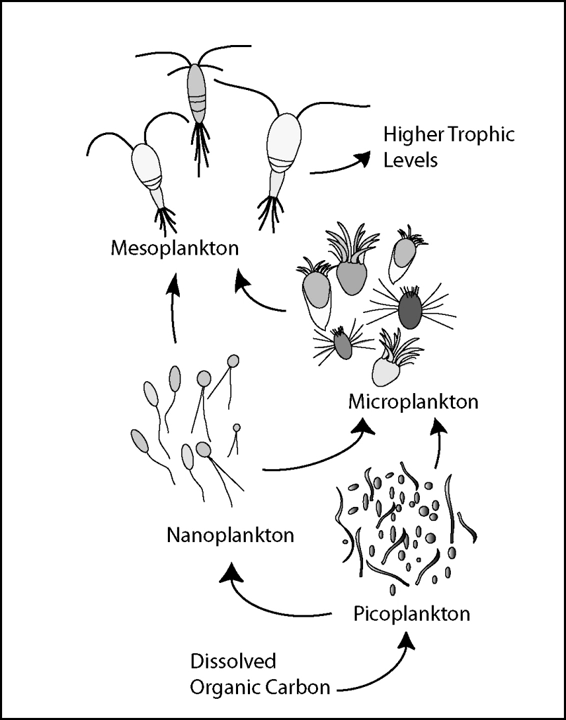 Higher Trophic
Levels
Mesoplankton
Microplankton
Nanoplankton
Picoplankton
Dissolved
Organic Carbon